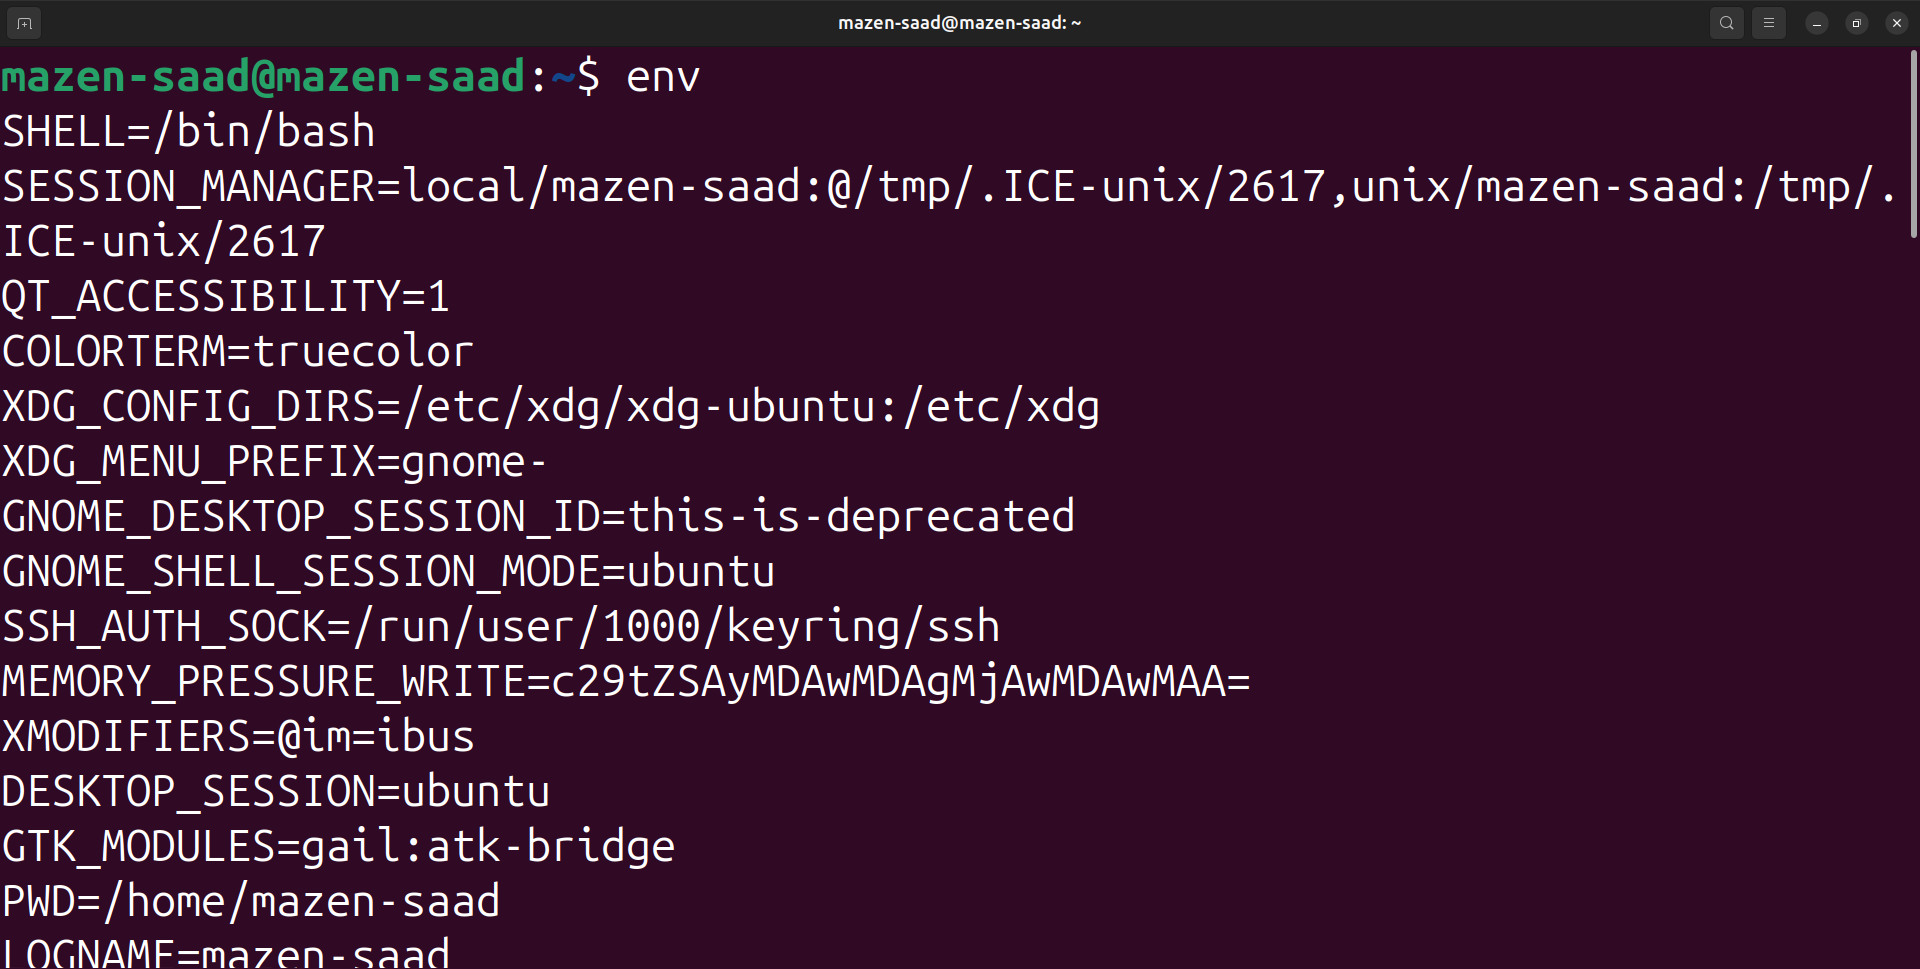 mazen-saad@mazen-saad: ~
mazen-saad@mazen-saad:~$ env
SHELL=/bin/bash
SESSION_MANAGER=local/mazen-saad:@/tmp/.ICE-unix/2617,unix/mazen-saad:/tmp/.
ICE-unix/2617
QT_ACCESSIBILITY=1
COLORTERM=truecolor
XDG_CONFIG_DIRS=/etc/xdg/xdg-ubuntu:/etc/xdg
XDG_MENU_PREFIX=gnome-
GNOME_DESKTOP_SESSION_ID=this-is-deprecated
GNOME_SHELL_SESSION_MODE=ubuntu
SSH_AUTH_SOCK=/run/user/1000/keyring/ssh
MEMORY_PRESSURE_WRITE=c29tZSAyMDAwMDAgMjAwMDAwMAA=
XMODIFIERS=@im=ibus
DESKTOP_SESSION=ubuntu
GTK_MODULES=gail:atk-bridge
PWD=/home/mazen-saad
LOGNAME=mazen-saad